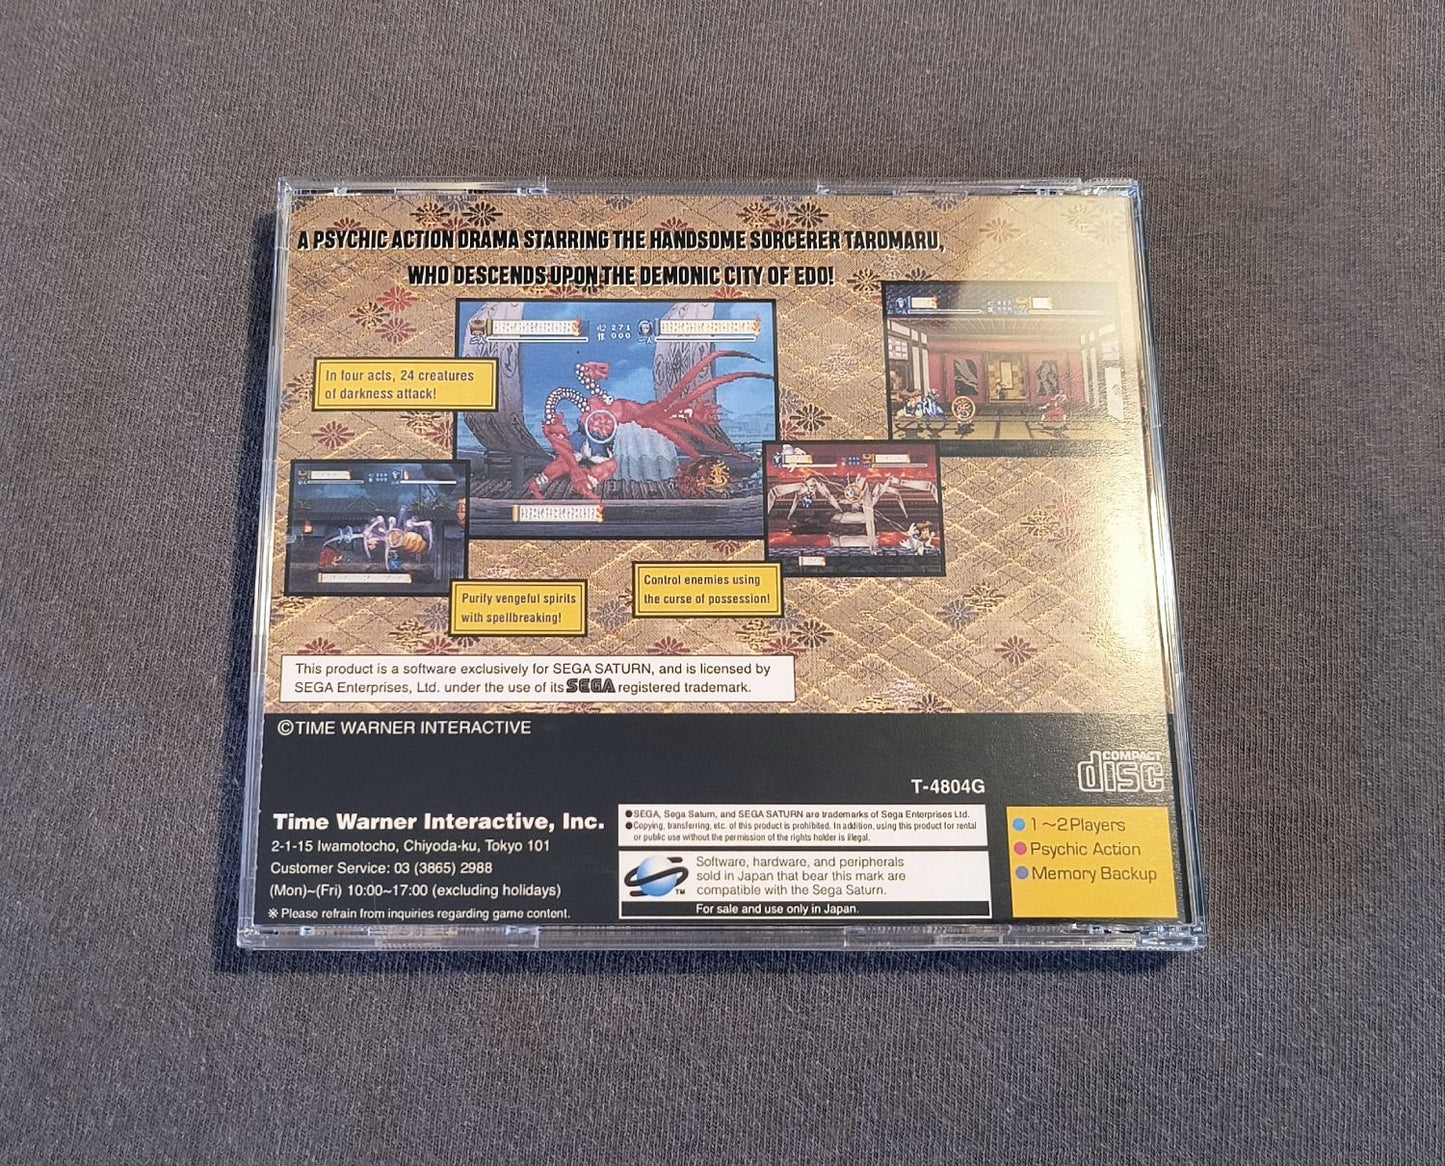 A PSYCHIC ACTION DRAMA STARRING THE HANDSOME SORCERER TAROMARU,
WHO DESCENDS UPON THE DEMONIC CITY OF EDO!
271
000
In four acts, 24 creatures
of darkness attack!
Purify vengeful spirits
with spellbreaking!
Control enemies using
the curse of possession!
This product is a software exclusively for SEGA SATURN, and is licensed by
SEGA Enterprises, Ltd. under the use of its SEGA registered trademark.
©TIME WARNER INTERACTIVE
T-4804G
COMPACT
disc
Time Warner Interactive, Inc.
2-1-15 Iwamotocho, Chiyoda-ku, Tokyo 101
Customer Service: 03 (3865) 2988
(Mon)~(Fri) 10:00~17:00 (excluding holidays)
※ Please refrain from inquiries regarding game content.
●SEGA, Sega Saturn, and SEGA SATURN are trademarks of Sega Enterprises Ltd.
●Copying, transferring, etc. of this product is prohibited. In addition, using this product for rental
or public use without the permission of the rights holder is illegal.
Software, hardware, and peripherals
sold in Japan that bear this mark are
compatible with the Sega Saturn.
TM
For sale and use only in Japan.
● 1~2 Players
● Psychic Action
● Memory Backup